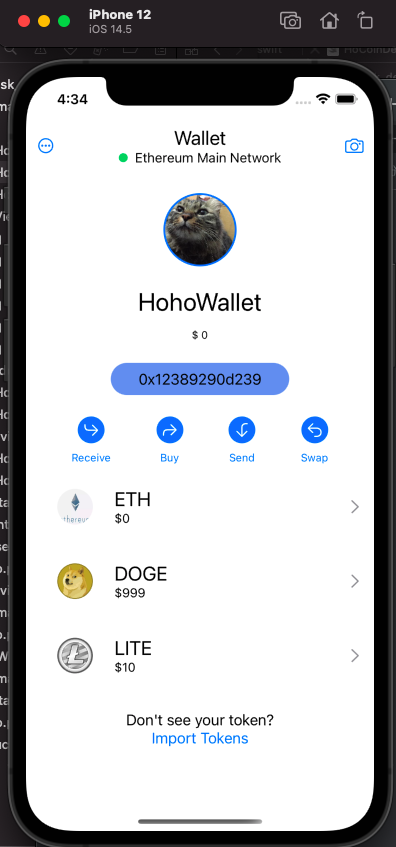 iPhone 12
iOS 14.5
4:34
Wallet
Ethereum Main Network
HohoWallet
$ 0
0x12389290d239
Receive
Buy
Send
Swap
ETH
$0
DOGE
$999
LITE
$10
Don't see your token?
Import Tokens